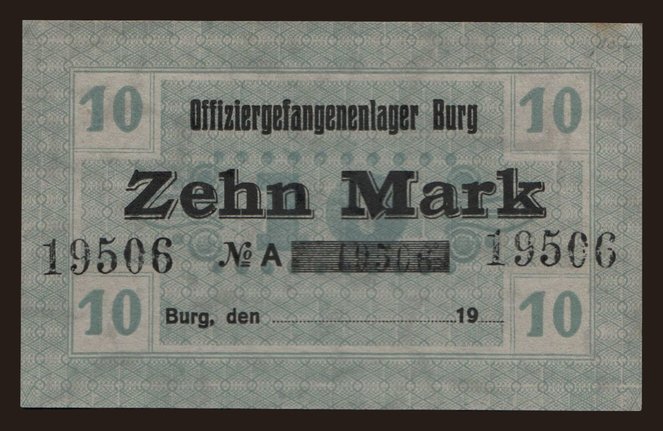 10 10
Offiziergefangenenlager Burg
Zehn Mark
19506 № A 19506 19506
Burg, den 19
10 10